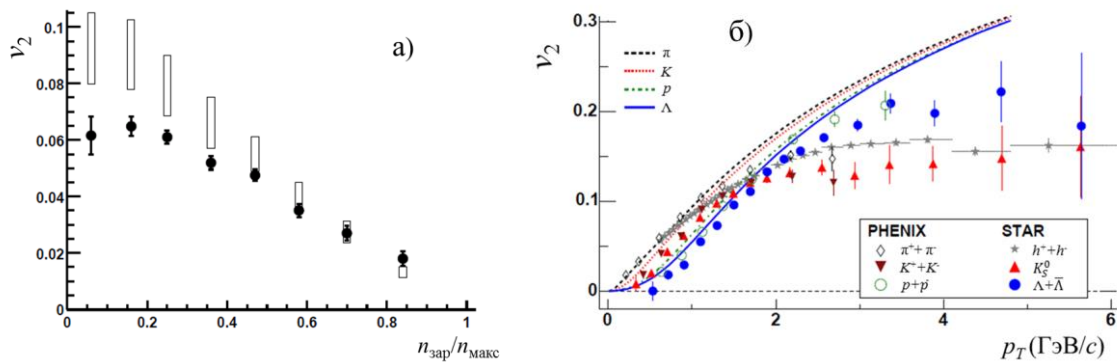 а)
v₂
0.1
0.08
0.06
0.04
0.02
0
0.2
0.4
0.6
0.8
1
nзар/nмакс
б)
v₂
0.3
0.2
0.1
0
π
K
p
Λ
PHENIX STAR
π⁺+π⁻ h⁺+h⁻
K⁺+K⁻ K⁰S
p+p Λ+Λ̄
0 2 4 6
pT (ГэВ/c)